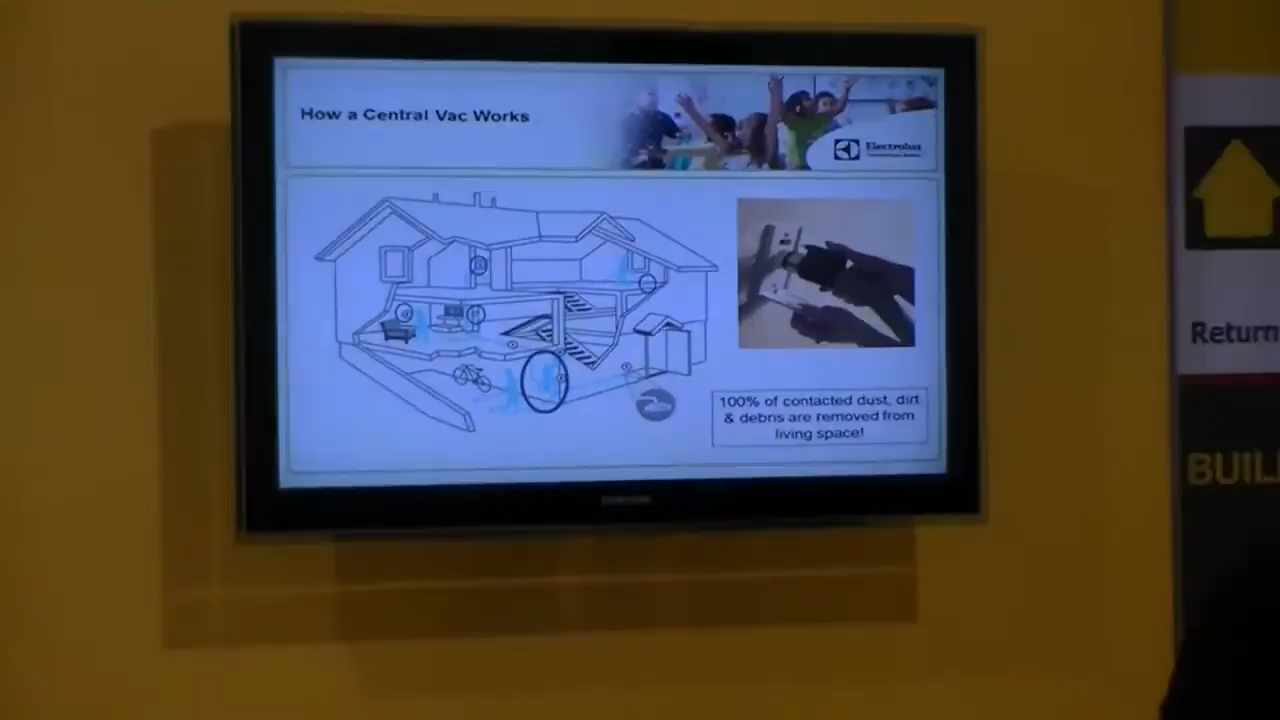 How a Central Vac Works
Electrolux
100% of contacted dust, dirt
& debris are removed from
living space!
Return
BUIL